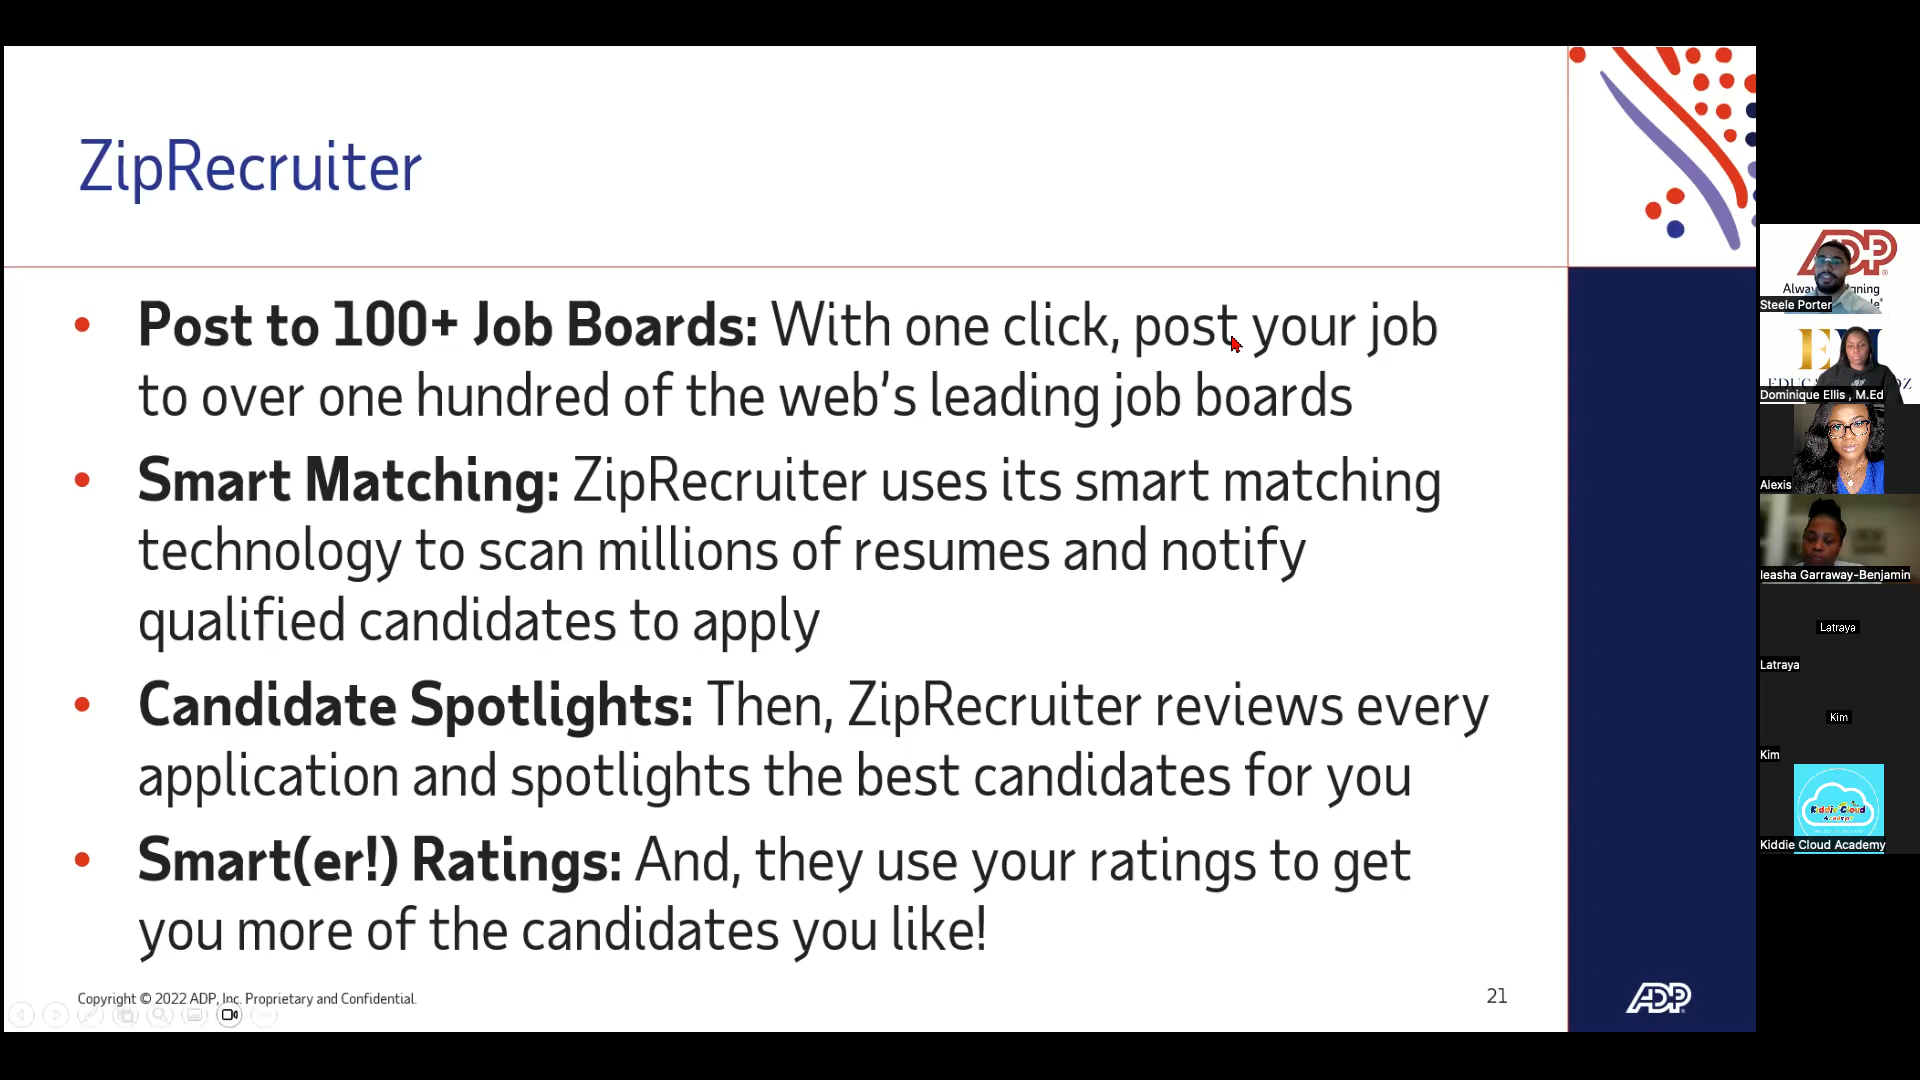 ZipRecruiter
• Post to 100+ Job Boards: With one click, post your job
to over one hundred of the web's leading job boards
• Smart Matching: ZipRecruiter uses its smart matching
technology to scan millions of resumes and notify
qualified candidates to apply
• Candidate Spotlights: Then, ZipRecruiter reviews every
application and spotlights the best candidates for you
• Smart(er!) Ratings: And, they use your ratings to get
you more of the candidates you like!
Copyright © 2022 ADP, Inc. Proprietary and Confidential.
21
ADP
ADP
Steele Porter
Dominique Ellis , M.Ed
Alexis
Ieasha Garraway-Benjamin
Latraya
Latraya
Kim
Kim
Kiddie Cloud
Academy
Kiddie Cloud Academy